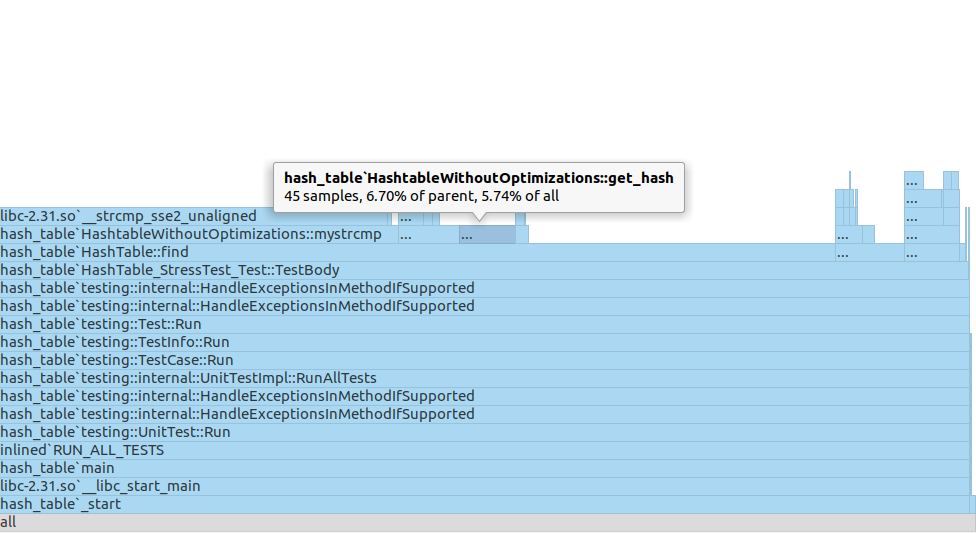 hash_table`HashtableWithoutOptimizations::get_hash
45 samples, 6.70% of parent, 5.74% of all
...
libc-2.31.so`__strcmp_sse2_unaligned ... ...
hash_table`HashtableWithoutOptimizations::mystrcmp ... ... ... ...
hash_table`HashTable::find ... ...
hash_table`HashTable_StressTest_Test::TestBody
hash_table`testing::internal::HandleExceptionsInMethodIfSupported
hash_table`testing::internal::HandleExceptionsInMethodIfSupported
hash_table`testing::Test::Run
hash_table`testing::TestInfo::Run
hash_table`testing::TestCase::Run
hash_table`testing::internal::UnitTestImpl::RunAllTests
hash_table`testing::internal::HandleExceptionsInMethodIfSupported
hash_table`testing::internal::HandleExceptionsInMethodIfSupported
hash_table`testing::UnitTest::Run
inlined`RUN_ALL_TESTS
hash_table`main
libc-2.31.so`__libc_start_main
hash_table`_start
all